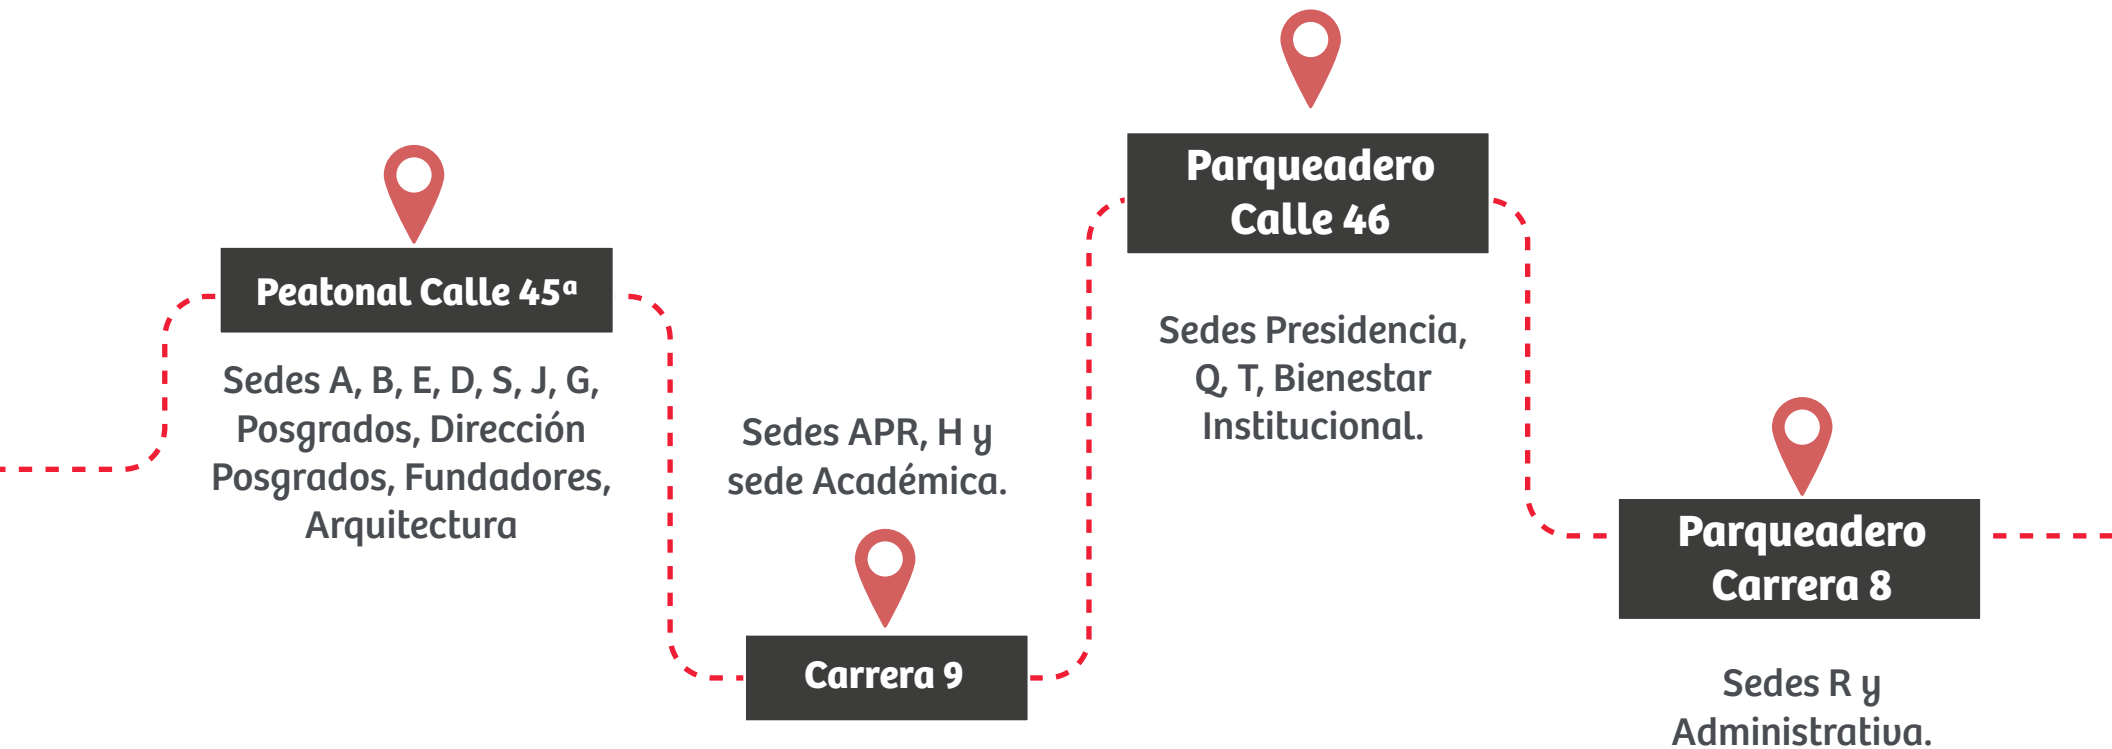 Peatonal Calle 45ª
Sedes A, B, E, D, S, J, G,
Posgrados, Dirección
Posgrados, Fundadores,
Arquitectura
Sedes APR, H y
sede Académica.
Carrera 9
Parqueadero
Calle 46
Sedes Presidencia,
Q, T, Bienestar
Institucional.
Parqueadero
Carrera 8
Sedes R y
Administrativa.